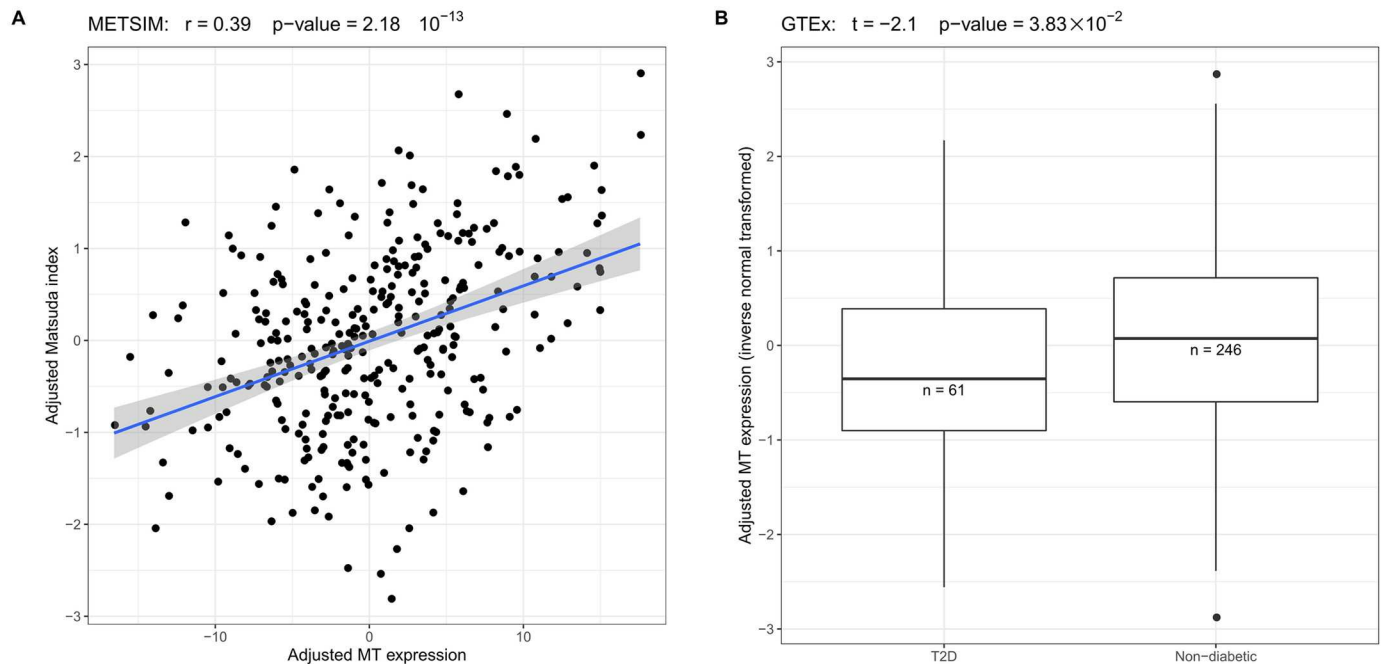 A
METSIM: r = 0.39 p−value = 2.18 10⁻¹³
3
2
1
0
−1
−2
−3
Adjusted Matsuda index
−10
0
10
Adjusted MT expression
B
GTEx: t = −2.1 p−value = 3.83×10⁻²
3
2
1
0
−1
−2
−3
Adjusted MT expression (inverse normal transformed)
n = 61
n = 246
T2D
Non−diabetic